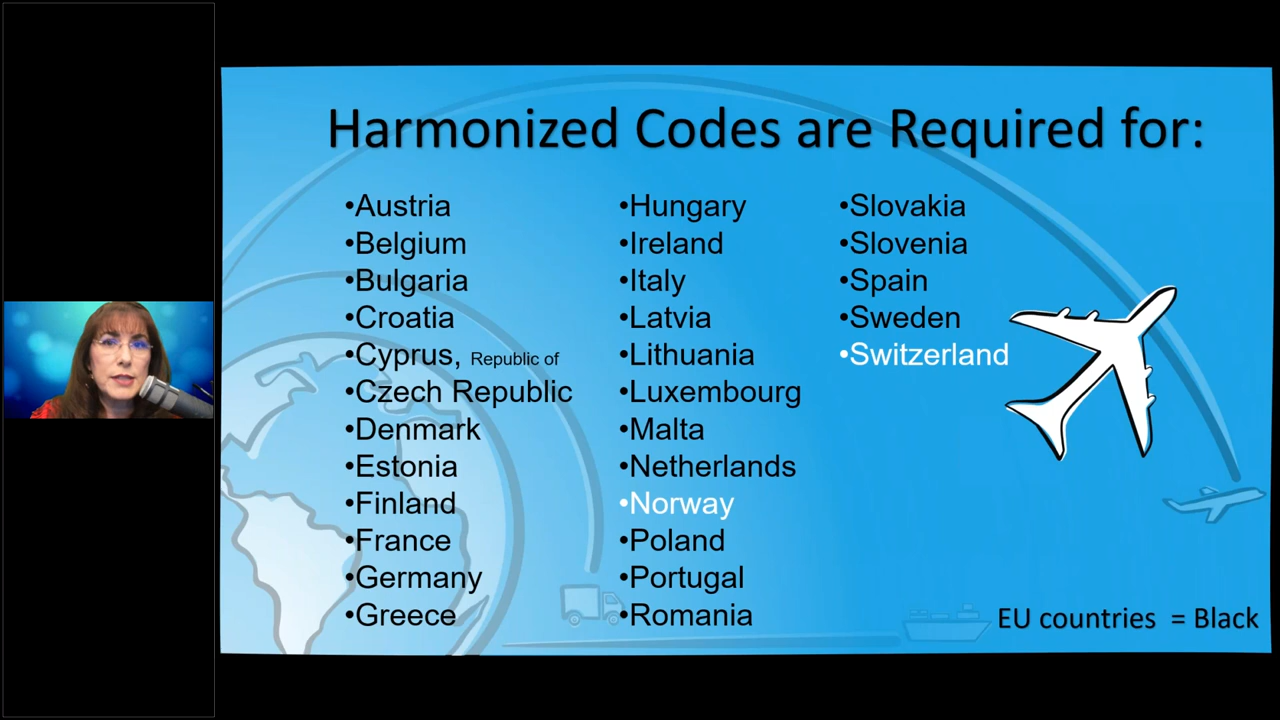 Harmonized Codes are Required for:
•Austria
•Belgium
•Bulgaria
•Croatia
•Cyprus, Republic of
•Czech Republic
•Denmark
•Estonia
•Finland
•France
•Germany
•Greece
•Hungary
•Ireland
•Italy
•Latvia
•Lithuania
•Luxembourg
•Malta
•Netherlands
•Norway
•Poland
•Portugal
•Romania
•Slovakia
•Slovenia
•Spain
•Sweden
•Switzerland
EU countries = Black